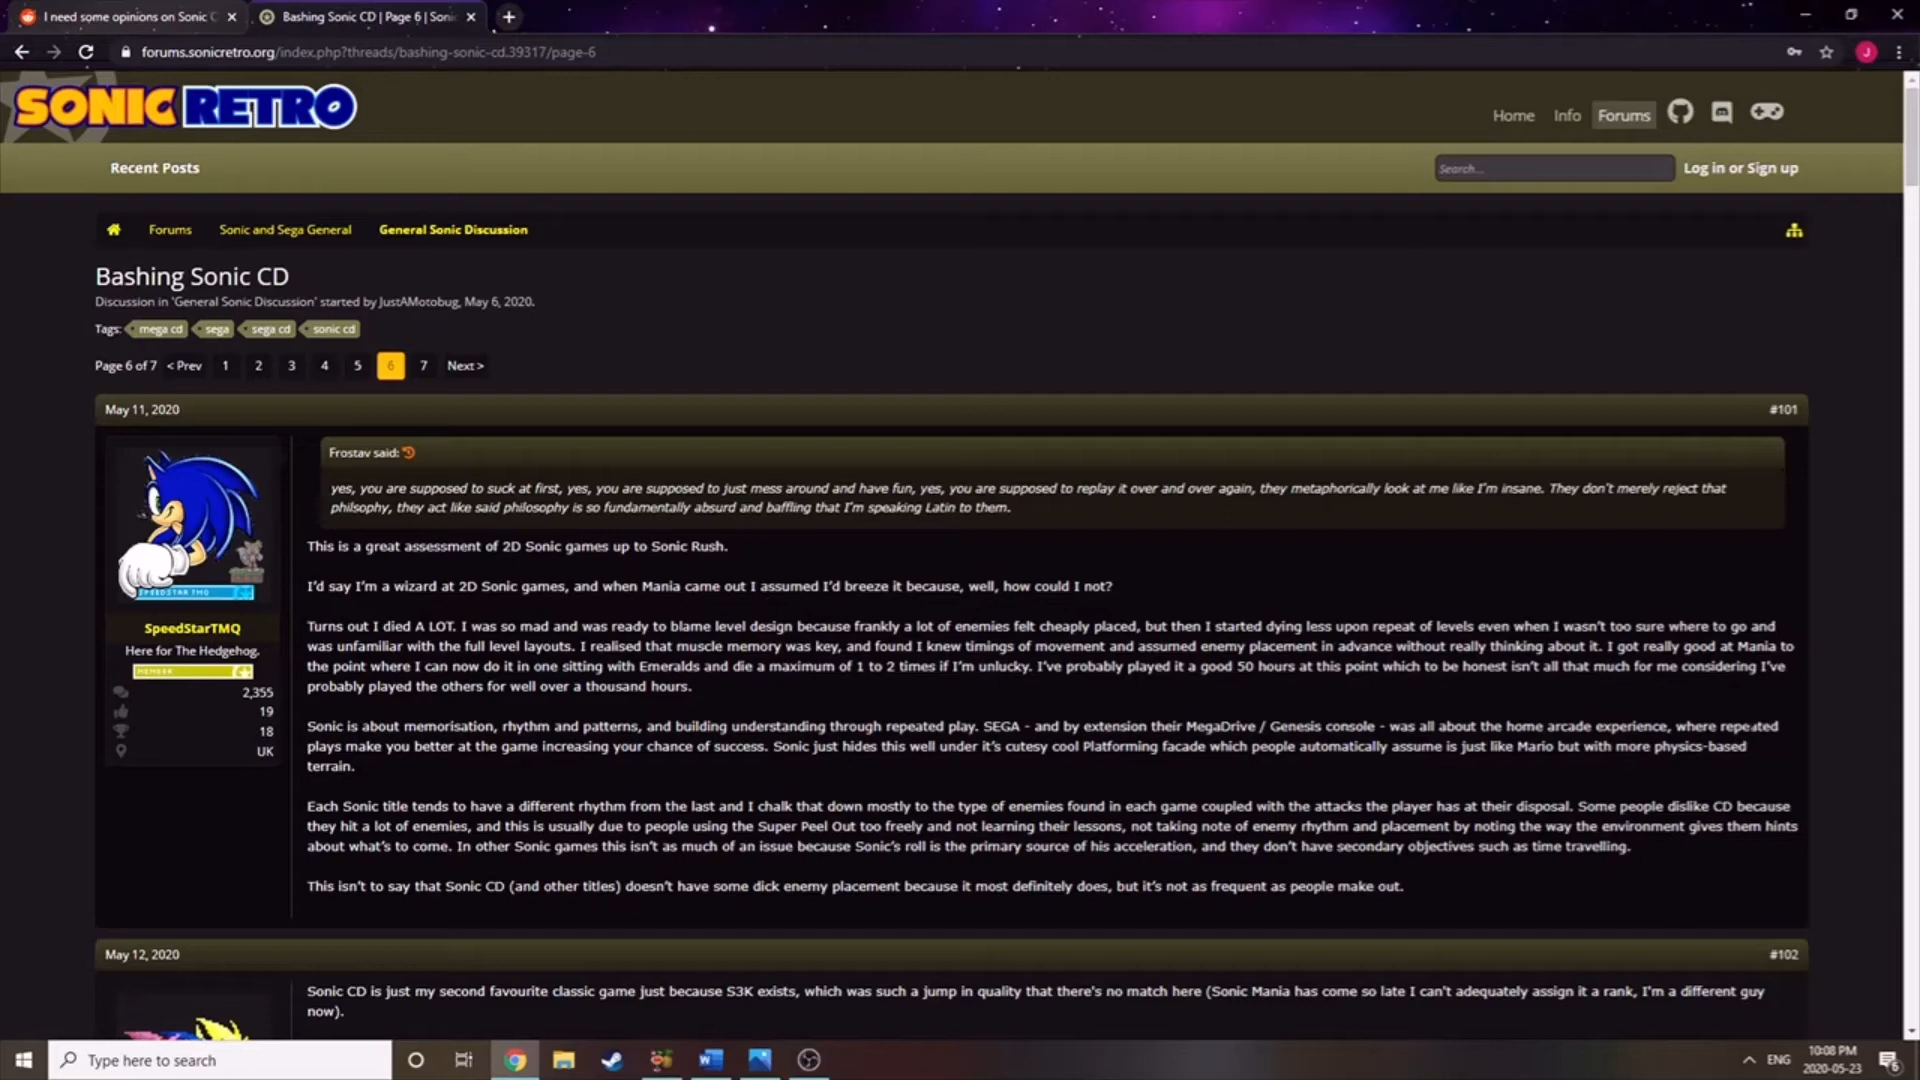 I need some opinions on Sonic C
Bashing Sonic CD | Page 6 | Sonic
forums.sonicretro.org/index.php?threads/bashing-sonic-cd.39317/page-6
J
SONIC RETRO
Home Info Forums
Recent Posts
Search...
Log in or Sign up
Forums Sonic and Sega General General Sonic Discussion
Bashing Sonic CD
Discussion in 'General Sonic Discussion' started by JustAMotobug, May 6, 2020.
Tags: mega cd sega sega cd sonic cd
Page 6 of 7 < Prev 1 2 3 4 5 6 7 Next >
May 11, 2020 #101
Frostav said:
yes, you are supposed to suck at first, yes, you are supposed to just mess around and have fun, yes, you are supposed to replay it over and over again, they metaphorically look at me like I'm insane. They don't merely reject that
philsophy, they act like said philosophy is so fundamentally absurd and baffling that I'm speaking Latin to them.
This is a great assessment of 2D Sonic games up to Sonic Rush.
I'd say I'm a wizard at 2D Sonic games, and when Mania came out I assumed I'd breeze it because, well, how could I not?
Turns out I died A LOT. I was so mad and was ready to blame level design because frankly a lot of enemies felt cheaply placed, but then I started dying less upon repeat of levels even when I wasn't too sure where to go and
was unfamiliar with the full level layouts. I realised that muscle memory was key, and found I knew timings of movement and assumed enemy placement in advance without really thinking about it. I got really good at Mania to
the point where I can now do it in one sitting with Emeralds and die a maximum of 1 to 2 times if I'm unlucky. I've probably played it a good 50 hours at this point which to be honest isn't all that much for me considering I've
probably played the others for well over a thousand hours.
Sonic is about memorisation, rhythm and patterns, and building understanding through repeated play. SEGA - and by extension their MegaDrive / Genesis console - was all about the home arcade experience, where repeated
plays make you better at the game increasing your chance of success. Sonic just hides this well under it's cutesy cool Platforming facade which people automatically assume is just like Mario but with more physics-based
terrain.
Each Sonic title tends to have a different rhythm from the last and I chalk that down mostly to the type of enemies found in each game coupled with the attacks the player has at their disposal. Some people dislike CD because
they hit a lot of enemies, and this is usually due to people using the Super Peel Out too freely and not learning their lessons, not taking note of enemy rhythm and placement by noting the way the environment gives them hints
about what's to come. In other Sonic games this isn't as much of an issue because Sonic's roll is the primary source of his acceleration, and they don't have secondary objectives such as time travelling.
This isn't to say that Sonic CD (and other titles) doesn't have some dick enemy placement because it most definitely does, but it's not as frequent as people make out.
SPEEDSTAR TMQ
SpeedStarTMQ
Here for The Hedgehog.
MEMBER
2,355
19
18
UK
May 12, 2020 #102
Sonic CD is just my second favourite classic game just because S3K exists, which was such a jump in quality that there's no match here (Sonic Mania has come so late I can't adequately assign it a rank, I'm a different guy
now).
Type here to search
ENG
10:08 PM
2020-05-23
6